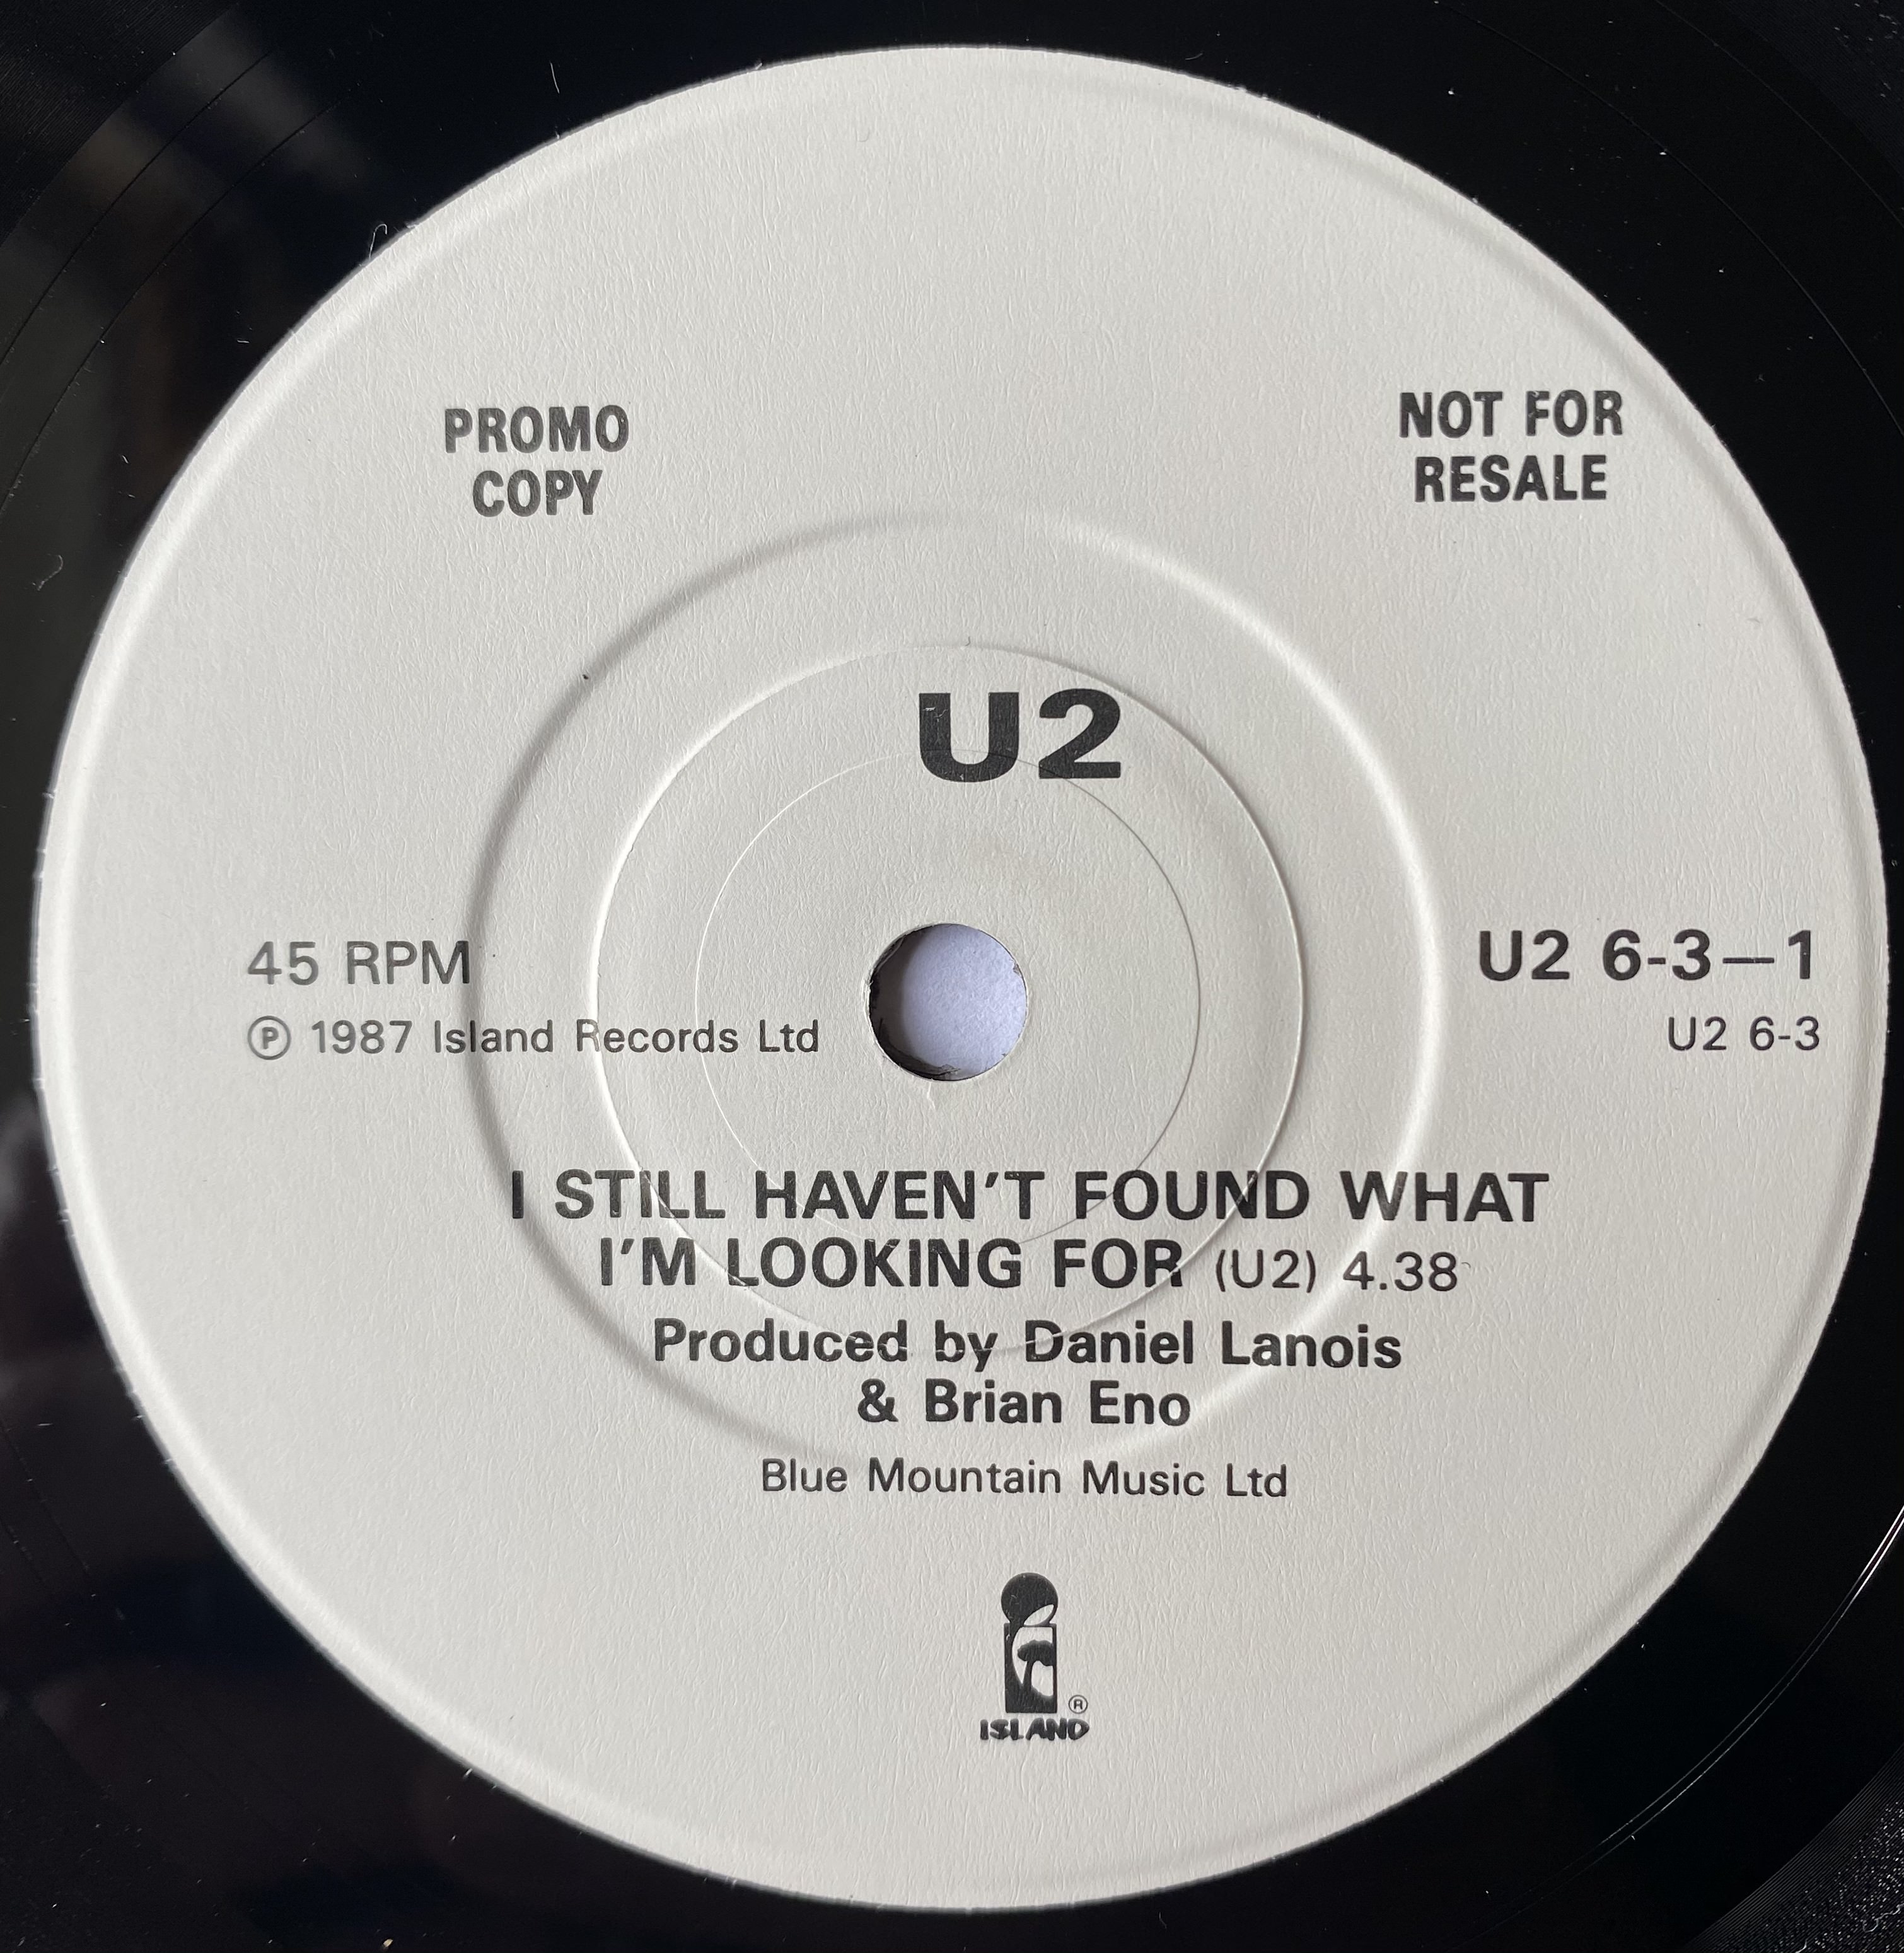 PROMO
COPY
NOT FOR
RESALE
U2
45 RPM
U2 6-3—1
℗ 1987 Island Records Ltd
U2 6-3
I STILL HAVEN'T FOUND WHAT
I'M LOOKING FOR (U2) 4.38
Produced by Daniel Lanois
& Brian Eno
Blue Mountain Music Ltd
®
ISLAND